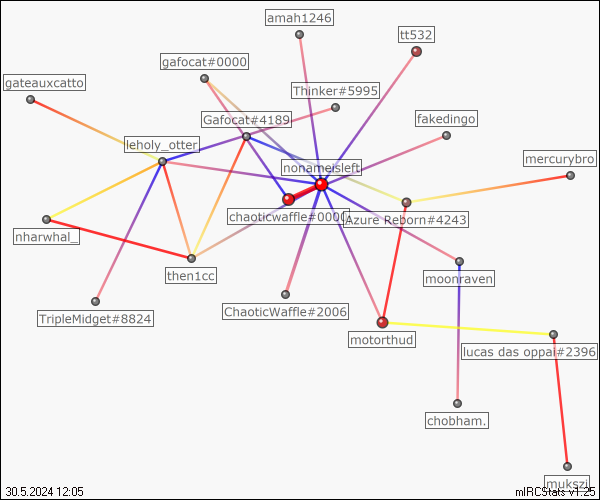 amah1246
tt532
gafocat#0000
gateauxcatto
Thinker#5995
Gafocat#4189
fakedingo
leholy_otter
mercurybro
nonameisleft
chaoticwaffle#0000
Azure Reborn#4243
nharwhal_
then1cc
moonraven
TripleMidget#8824
ChaoticWaffle#2006
motorthud
lucas das oppai#2396
chobham.
mukszi
30.5.2024 12:05
mIRCStats v1.25